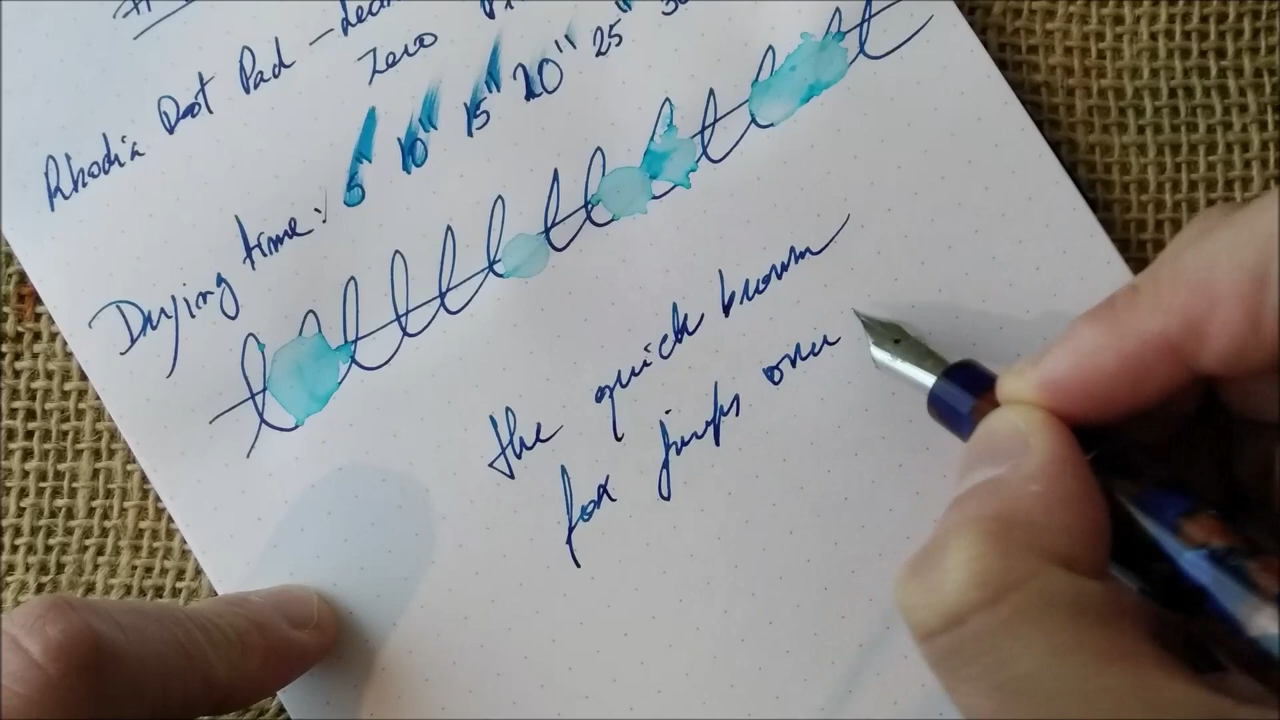 Rhodia Dot Pad -
Zero
Drying time: 5" 10" 15" 20" 25"
the quick brown
fox jumps over